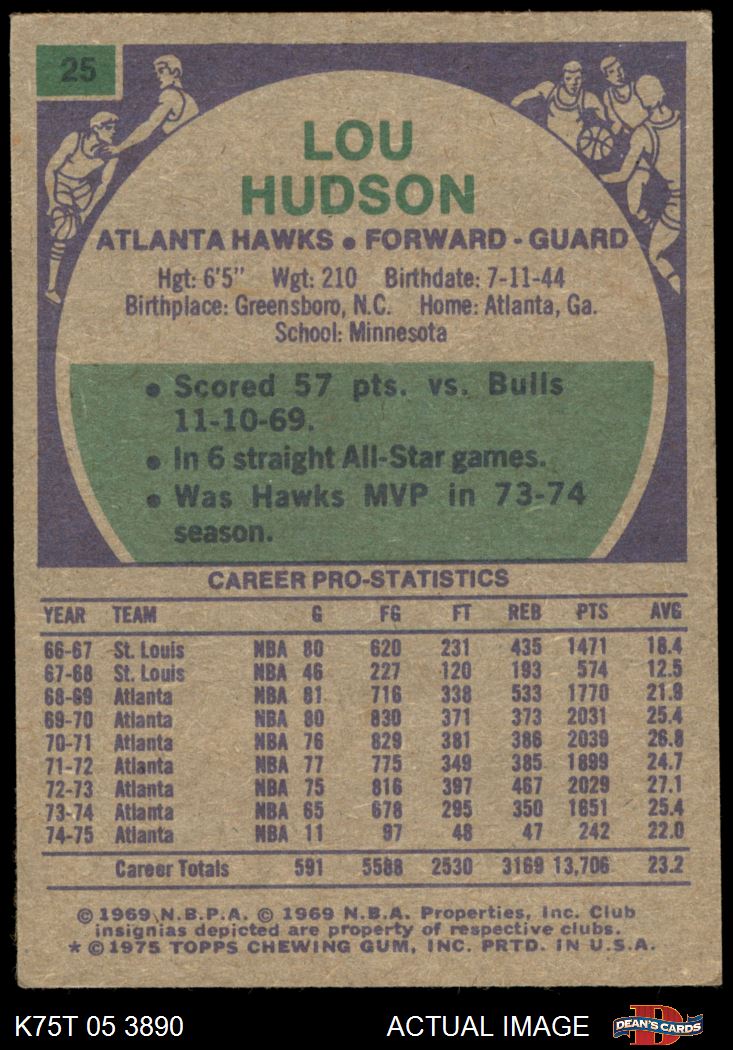 25
LOU
HUDSON
ATLANTA HAWKS • FORWARD - GUARD
Hgt: 6'5" Wgt: 210 Birthdate: 7-11-44
Birthplace: Greensboro, N.C. Home: Atlanta, Ga.
School: Minnesota
• Scored 57 pts. vs. Bulls
11-10-69.
• In 6 straight All-Star games.
• Was Hawks MVP in 73-74
season.
CAREER PRO-STATISTICS
YEAR TEAM G FG FT REB PTS AVG
66-67 St. Louis NBA 80 620 231 435 1471 18.4
67-68 St. Louis NBA 46 227 120 193 574 12.5
68-69 Atlanta NBA 81 716 338 533 1770 21.9
69-70 Atlanta NBA 80 830 371 373 2031 25.4
70-71 Atlanta NBA 76 829 381 386 2039 26.8
71-72 Atlanta NBA 77 775 349 385 1899 24.7
72-73 Atlanta NBA 75 816 397 467 2029 27.1
73-74 Atlanta NBA 65 678 295 350 1651 25.4
74-75 Atlanta NBA 11 97 48 47 242 22.0
Career Totals 591 5588 2530 3169 13,706 23.2
© 1969 N.B.P.A. © 1969 N.B.A. Properties, Inc. Club
insignias depicted are property of respective clubs.
* © 1975 TOPPS CHEWING GUM, INC. PRTD. IN U.S.A.
K75T 05 3890 ACTUAL IMAGE DEAN'S CARDS